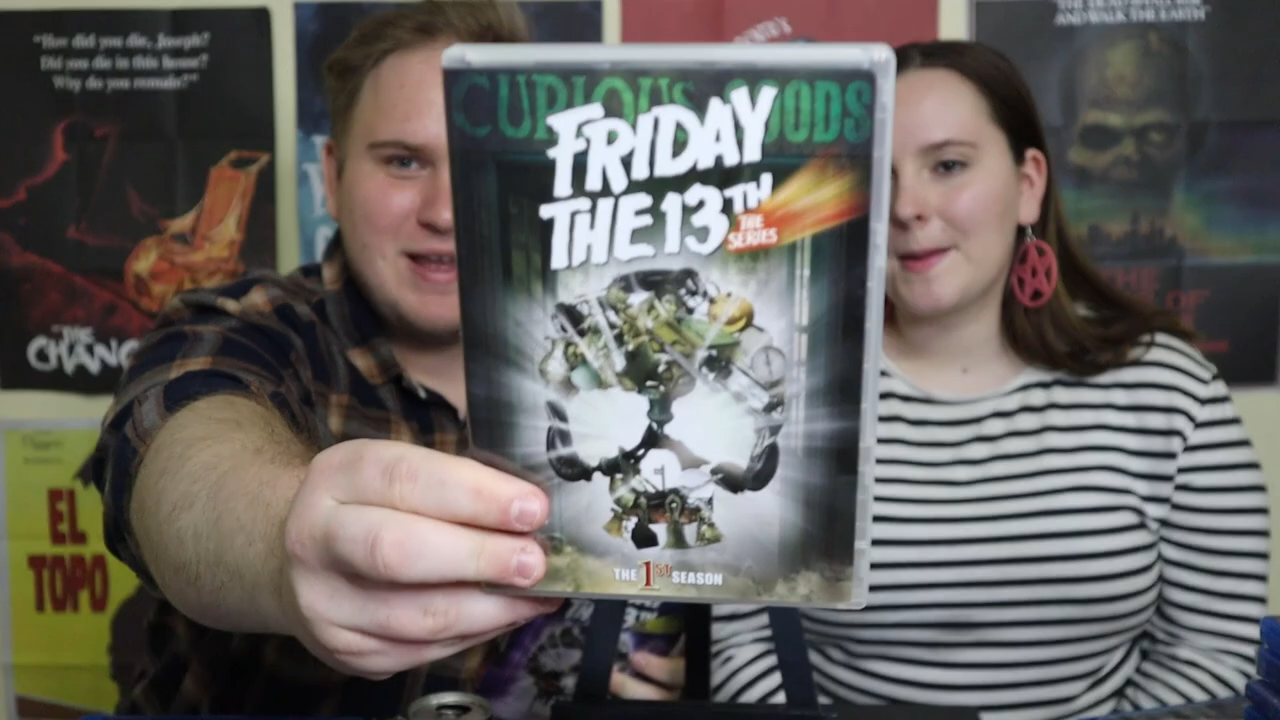 "How did you die, Joseph?
Did you die in this house?
Why do you remain?"
THE
CHANG
EL
TOPO
CURIOUS GOODS
FRIDAY
THE 13TH
THE
SERIES
THE 1ST SEASON
AND WALK THE EARTH"
THE